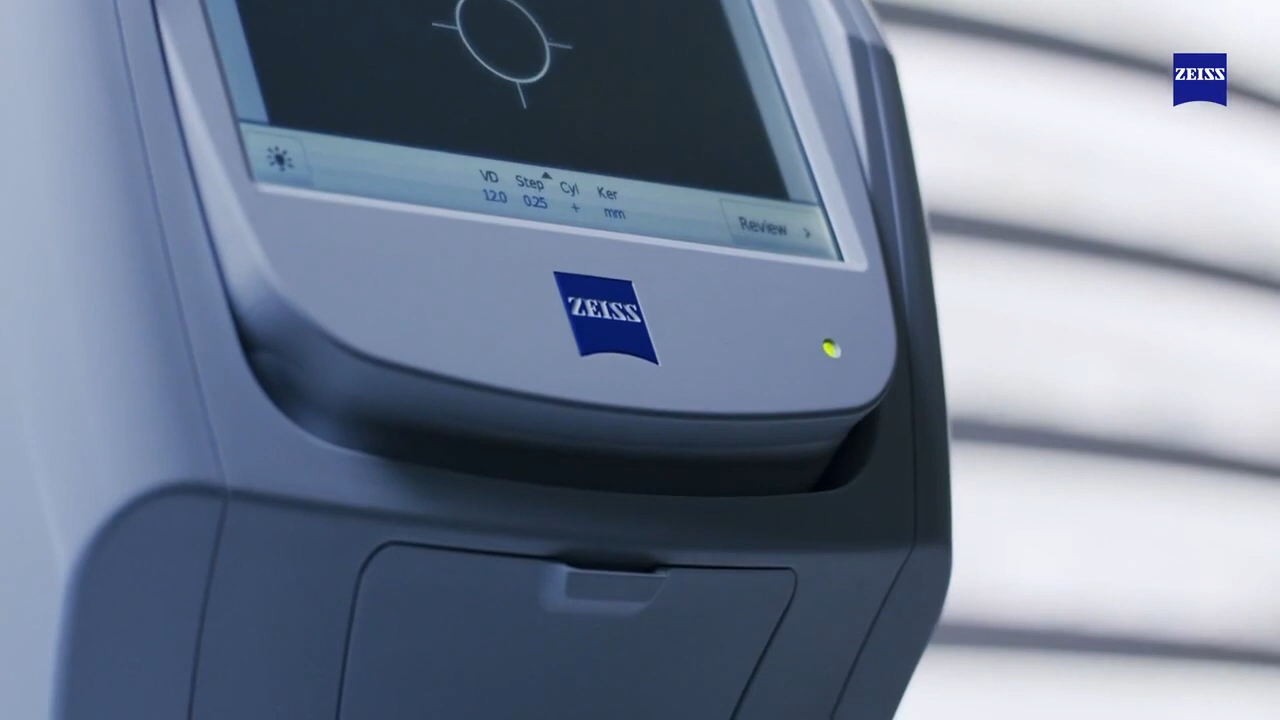 ZEISS
VD Step Cyl Ker
12.0 0.25 + mm
Review >
ZEISS